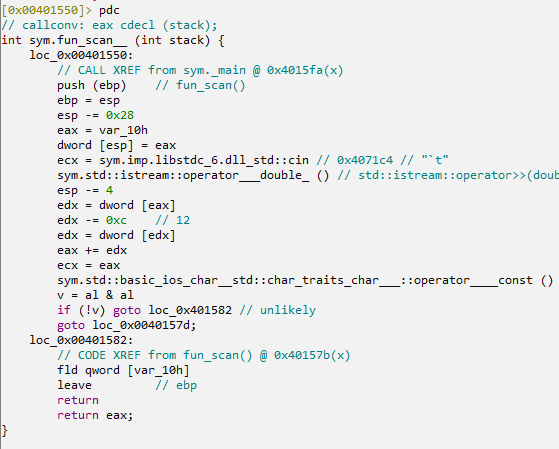 [0x00401550]> pdc
// callconv: eax cdecl (stack);
int sym.fun_scan__ (int stack) {
    loc_0x00401550:
        // CALL XREF from sym._main @ 0x4015fa(x)
        push (ebp)    // fun_scan()
        ebp = esp
        esp -= 0x28
        eax = var_10h
        dword [esp] = eax
        ecx = sym.imp.libstdc_6.dll_std::cin // 0x4071c4 // "`t"
        sym.std::istream::operator___double_ () // std::istream::operator>>(doub
        esp -= 4
        edx = dword [eax]
        edx -= 0xc    // 12
        edx = dword [edx]
        eax += edx
        ecx = eax
        sym.std::basic_ios_char__std::char_traits_char___::operator____const ()
        v = al & al
        if (!v) goto loc_0x401582 // unlikely
        goto loc_0x0040157d;
    loc_0x00401582:
        // CODE XREF from fun_scan() @ 0x40157b(x)
        fld qword [var_10h]
        leave         // ebp
        return
        return eax;
}